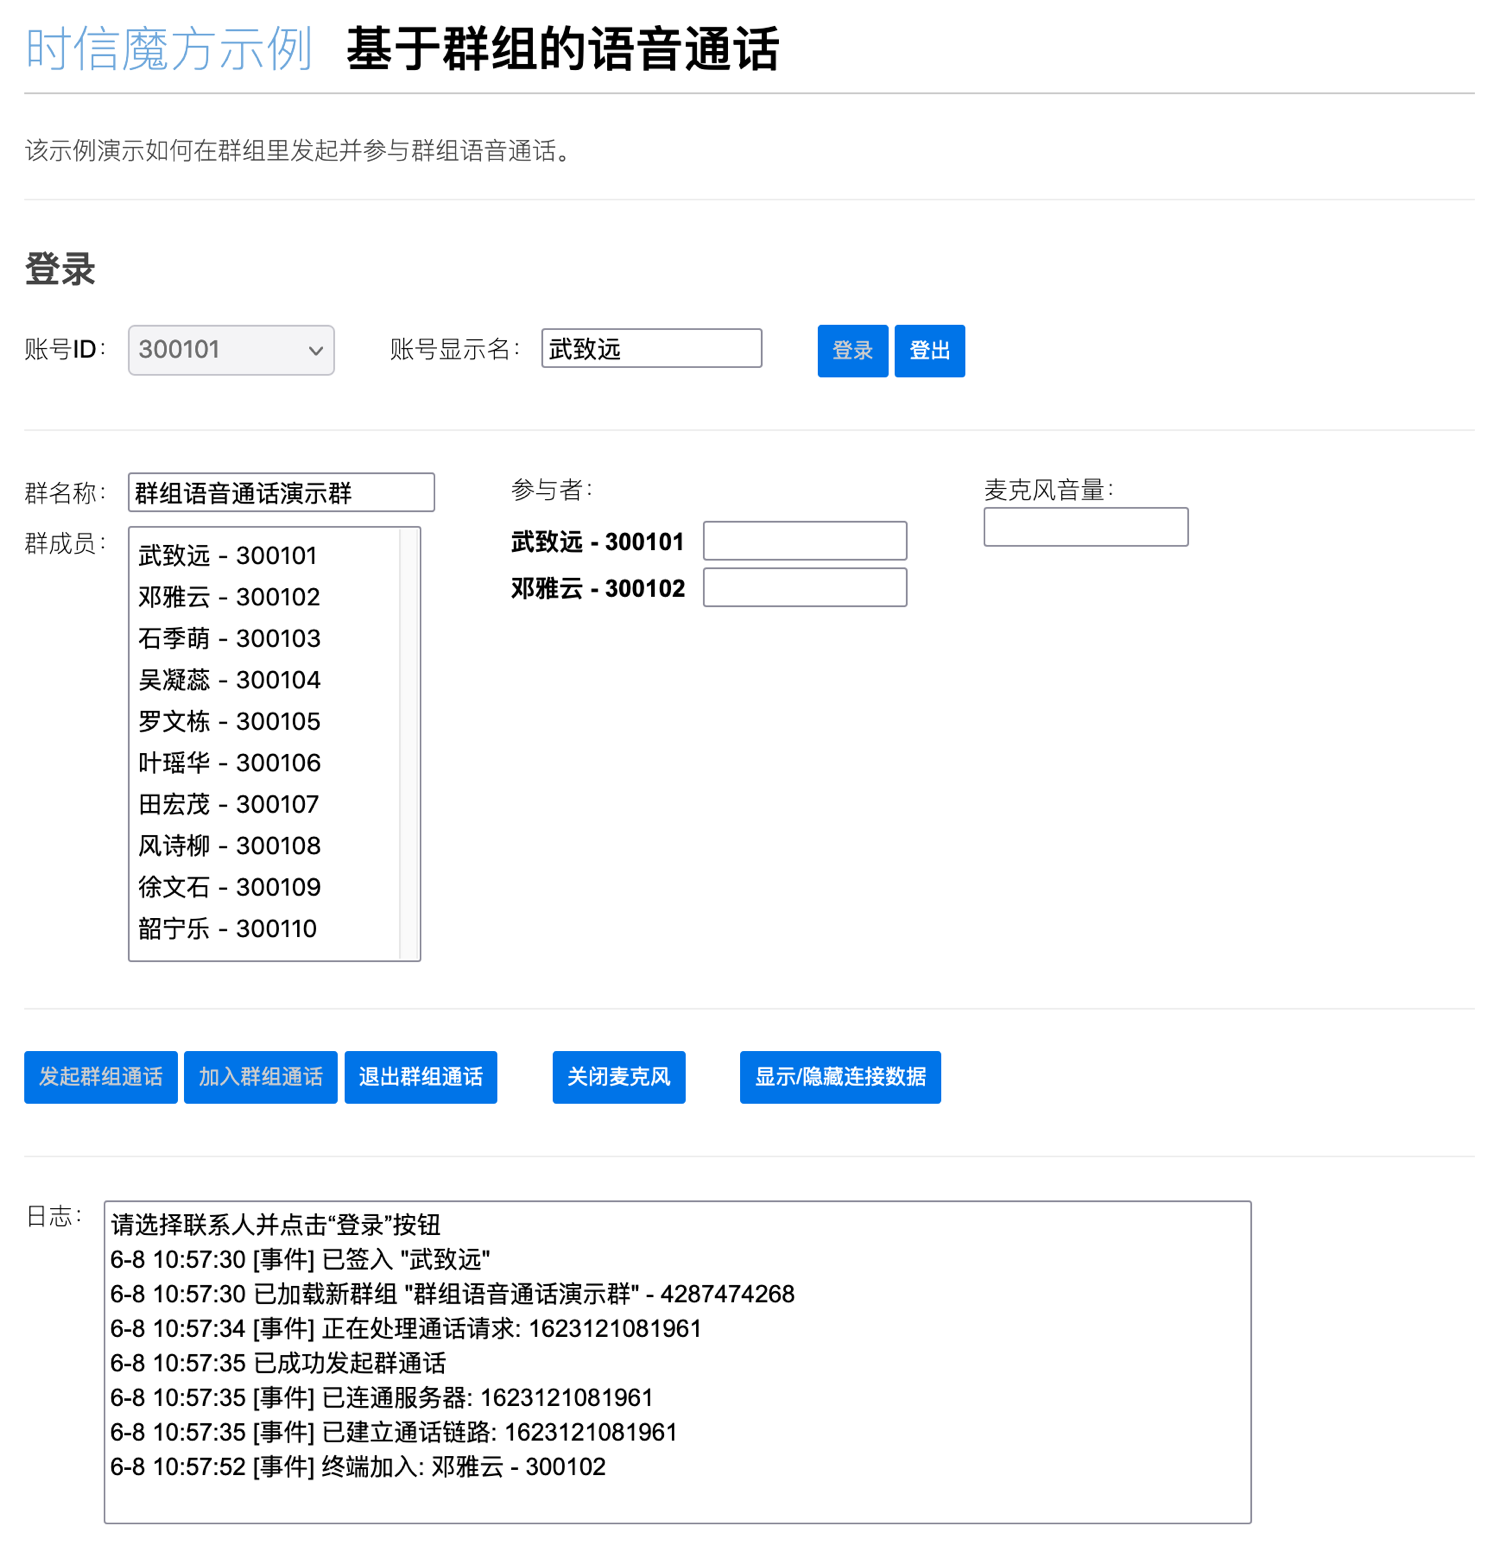 时信魔方示例 基于群组的语音通话
该示例演示如何在群组里发起并参与群组语音通话。
登录
账号ID： 300101 账号显示名： 武致远 登录 登出
群名称： 群组语音通话演示群
群成员：
武致远 - 300101
邓雅云 - 300102
石季萌 - 300103
吴凝蕊 - 300104
罗文栋 - 300105
叶瑶华 - 300106
田宏茂 - 300107
风诗柳 - 300108
徐文石 - 300109
韶宁乐 - 300110
参与者：
武致远 - 300101
邓雅云 - 300102
麦克风音量：
发起群组通话 加入群组通话 退出群组通话 关闭麦克风 显示/隐藏连接数据
日志：
请选择联系人并点击“登录”按钮
6-8 10:57:30 [事件] 已签入 "武致远"
6-8 10:57:30 已加载新群组 "群组语音通话演示群" - 4287474268
6-8 10:57:34 [事件] 正在处理通话请求: 1623121081961
6-8 10:57:35 已成功发起群通话
6-8 10:57:35 [事件] 已连通服务器: 1623121081961
6-8 10:57:35 [事件] 已建立通话链路: 1623121081961
6-8 10:57:52 [事件] 终端加入: 邓雅云 - 300102